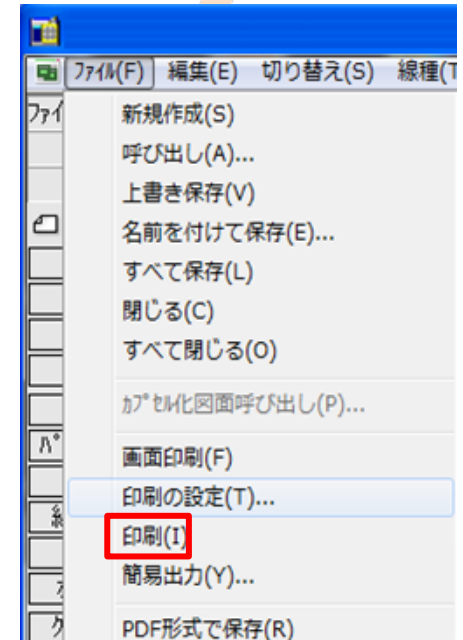 ファイル(F) 編集(E) 切り替え(S) 線種(T
ファイ
新規作成(S)
呼び出し(A)...
上書き保存(V)
名前を付けて保存(E)...
すべて保存(L)
閉じる(C)
すべて閉じる(O)
カプセル化図面呼び出し(P)...
パ
画面印刷(F)
印刷の設定(T)...
印刷(I)
簡易出力(Y)...
PDF形式で保存(R)